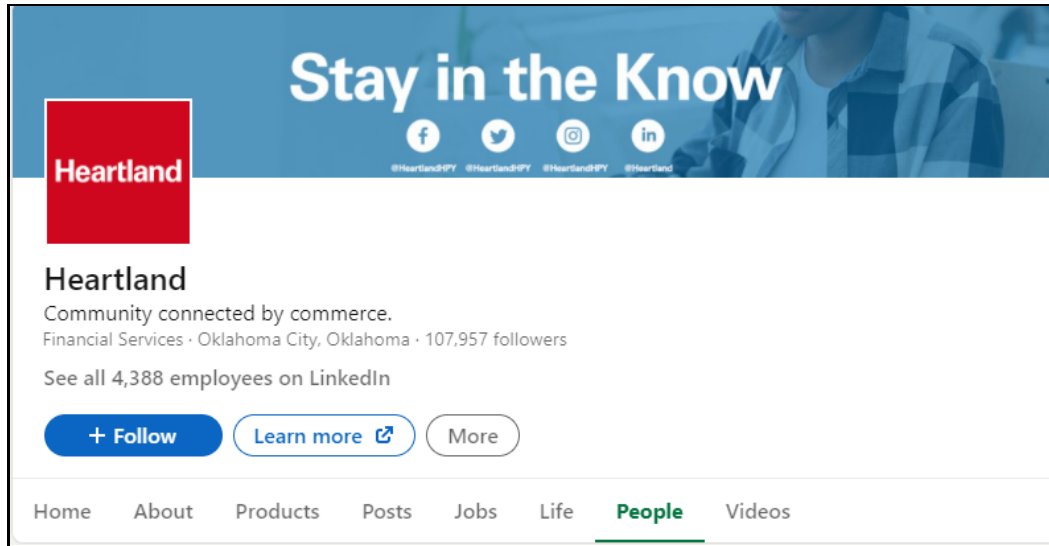 Stay in the Know
@HeartlandHPY @HeartlandHPY @HeartlandHPY @Heartland
Heartland
Heartland
Community connected by commerce.
Financial Services · Oklahoma City, Oklahoma · 107,957 followers
See all 4,388 employees on LinkedIn
+ Follow Learn more More
Home About Products Posts Jobs Life People Videos